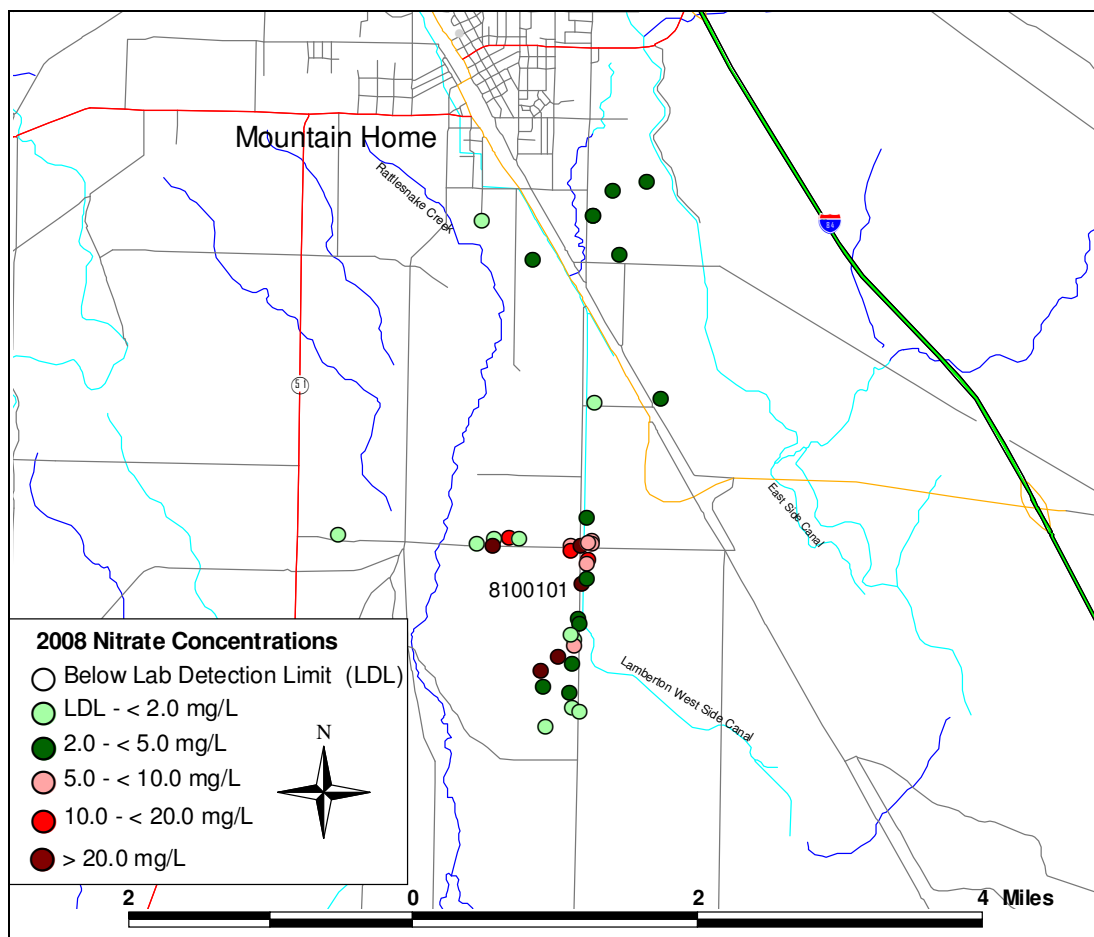 Mountain Home
Rattlesnake Creek
84
51
East Side Canal
8100101
Lamberton West Side Canal
2008 Nitrate Concentrations
Below Lab Detection Limit (LDL)
LDL - < 2.0 mg/L
2.0 - < 5.0 mg/L
5.0 - < 10.0 mg/L
10.0 - < 20.0 mg/L
> 20.0 mg/L
N
2 0 2 4 Miles